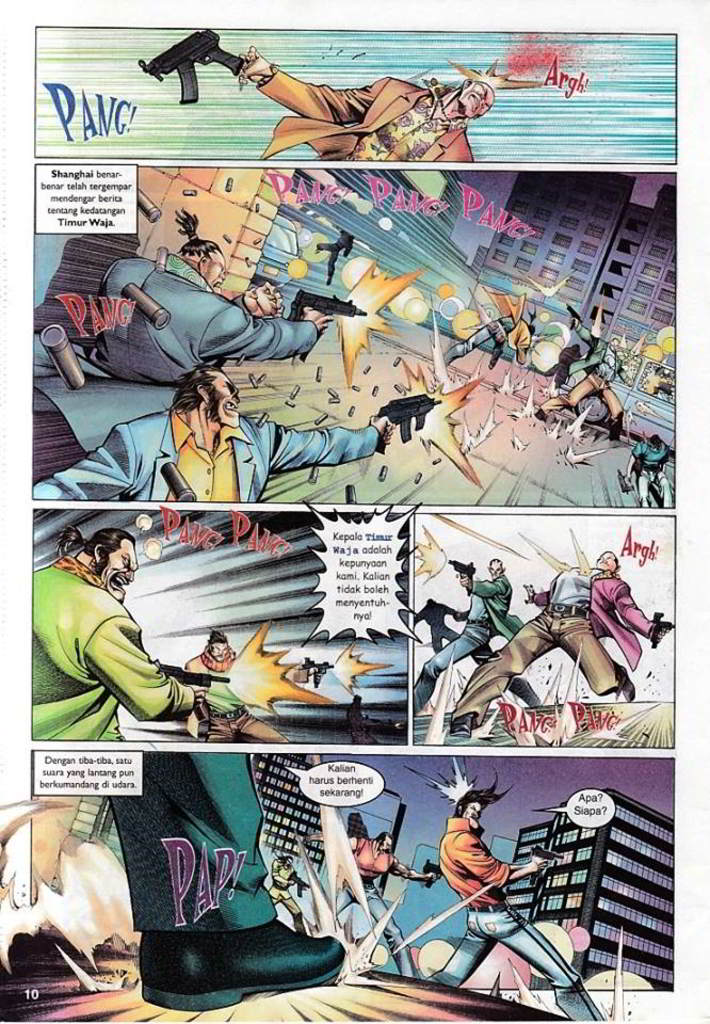 PANG!
Argh!
Shanghai benar-
benar telah tergempar
mendengar berita
tentang kedatangan
Timur Waja.
PANG! PANG! PANG!
PANG!
PANG! PANG!
Kepala Timur
Waja adalah
kepunyaan
kami. Kalian
tidak boleh
menyentuh-
nya!
Argh!
PANG! PANG!
Dengan tiba-tiba, satu
suara yang lantang pun
berkumandang di udara.
Kalian
harus berhenti
sekarang!
Apa?
Siapa?
PAP!
10